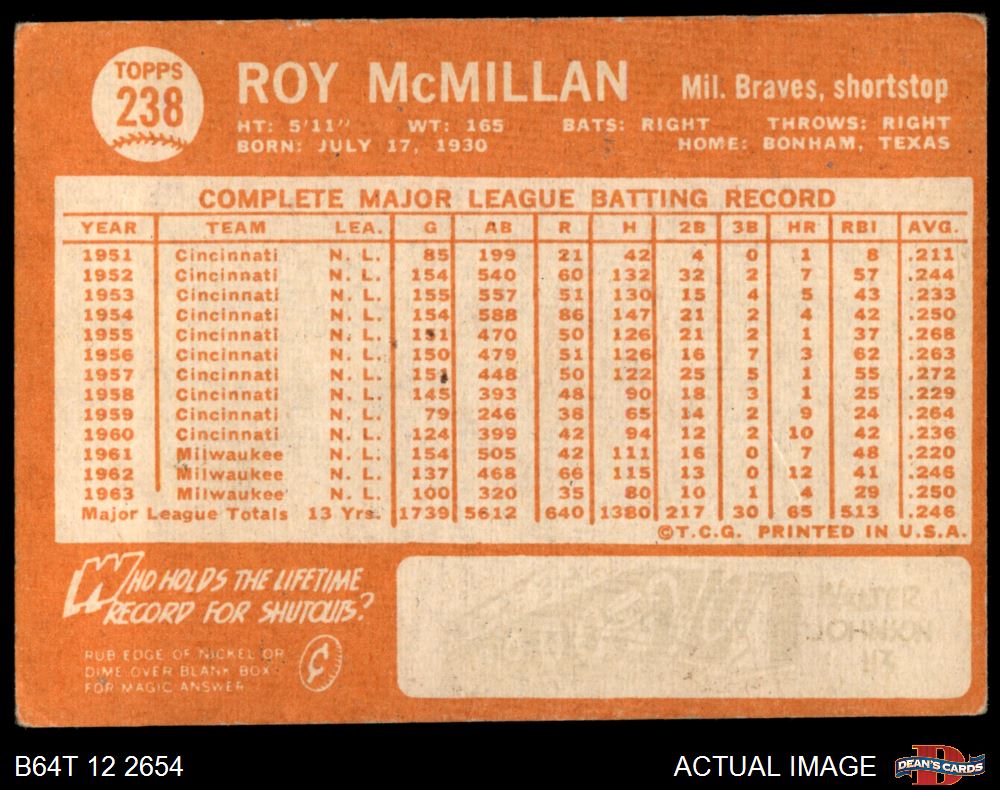 TOPPS
238
ROY McMILLAN
Mil. Braves, shortstop
HT: 5'11" WT: 165 BATS: RIGHT THROWS: RIGHT
BORN: JULY 17, 1930 HOME: BONHAM, TEXAS
COMPLETE MAJOR LEAGUE BATTING RECORD
YEAR TEAM LEA. G AB R H 2B 3B HR RBI AVG.
1951 Cincinnati N. L. 85 199 21 42 4 0 1 8 .211
1952 Cincinnati N. L. 154 540 60 132 32 2 7 57 .244
1953 Cincinnati N. L. 155 557 51 130 15 4 5 43 .233
1954 Cincinnati N. L. 154 588 86 147 21 2 4 42 .250
1955 Cincinnati N. L. 151 470 50 126 21 2 1 37 .268
1956 Cincinnati N. L. 150 479 51 126 16 7 3 62 .263
1957 Cincinnati N. L. 151 448 50 122 25 5 1 55 .272
1958 Cincinnati N. L. 145 393 48 90 18 3 1 25 .229
1959 Cincinnati N. L. 79 246 38 65 14 2 9 24 .264
1960 Cincinnati N. L. 124 399 42 94 12 2 10 42 .236
1961 Milwaukee N. L. 154 505 42 111 16 0 7 48 .220
1962 Milwaukee N. L. 137 468 66 115 13 0 12 41 .246
1963 Milwaukee N. L. 100 320 35 80 10 1 4 29 .250
Major League Totals 13 Yrs. 1739 5612 640 1380 217 30 65 513 .246
©T.C.G. PRINTED IN U.S.A.
WHO HOLDS THE LIFETIME
RECORD FOR SHUTOUTS?
RUB EDGE OF NICKEL OR
DIME OVER BLANK BOX
FOR MAGIC ANSWER
¢
WALTER
JOHNSON
B64T 12 2654
ACTUAL IMAGE
DEAN'S CARDS